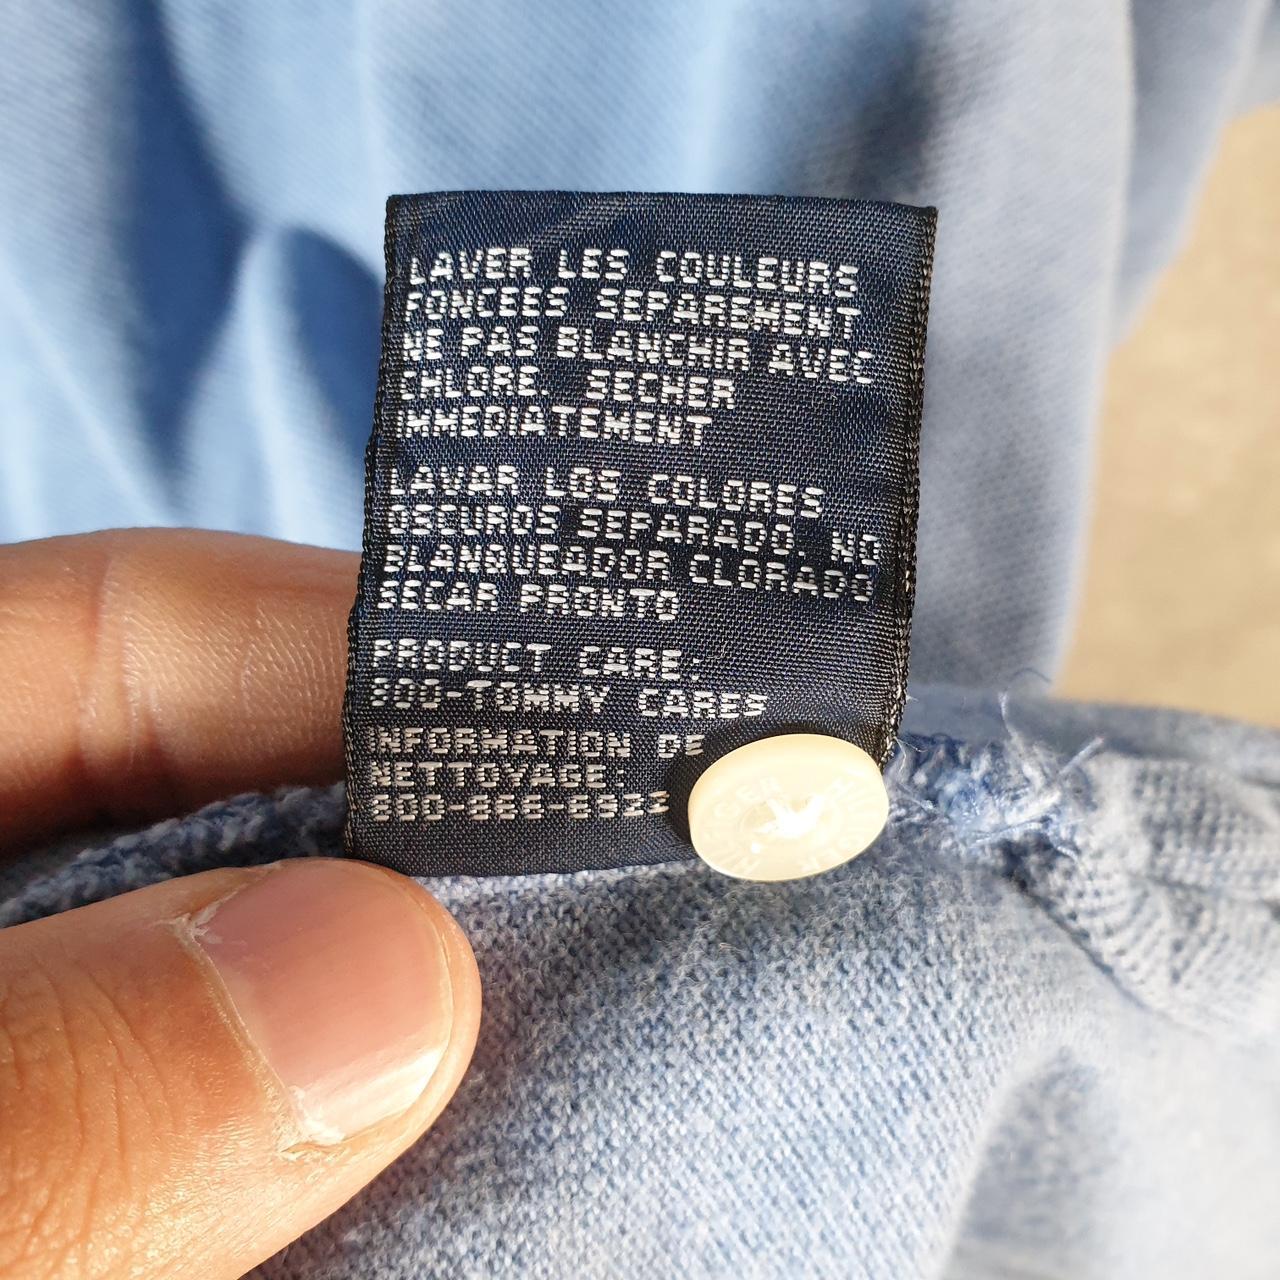 LAVER LES COULEURS
FONCEES SEPAREMENT
NE PAS BLANCHIR AVEC
CHLORE. SECHER
IMMEDIATEMENT
LAVAR LOS COLORES
OSCUROS SEPARADO. NO
BLANQUEADOR CLORADO
SECAR PRONTO
PRODUCT CARE:
800-TOMMY CARES
INFORMATION DE
NETTOYAGE:
HILFIGER